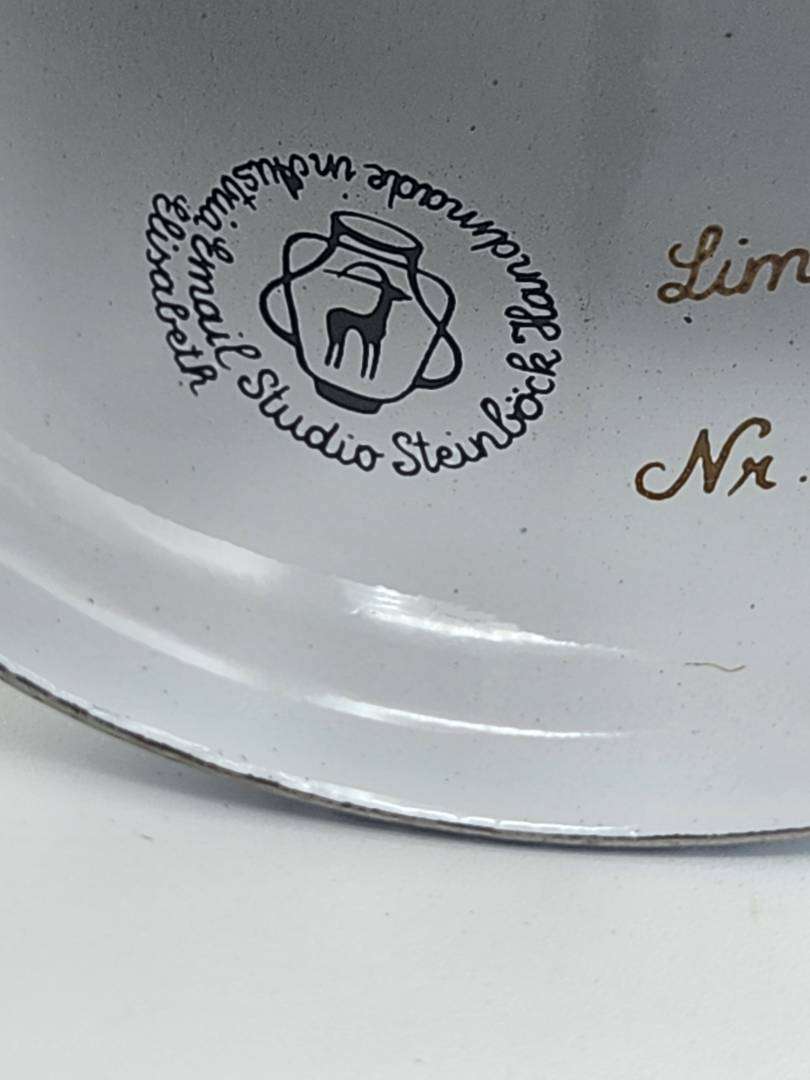 Email Studio Steinböck Handmade in Austria
Elisabeth
Lim
Nr.